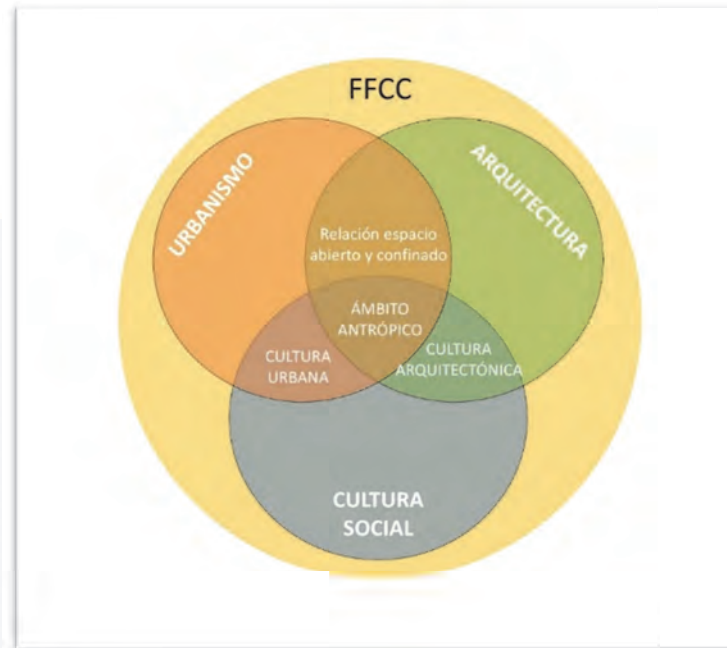 FFCC
URBANISMO
ARQUITECTURA
Relación espacio
abierto y confinado
ÁMBITO
ANTRÓPICO
CULTURA
URBANA
CULTURA
ARQUITECTÓNICA
CULTURA
SOCIAL